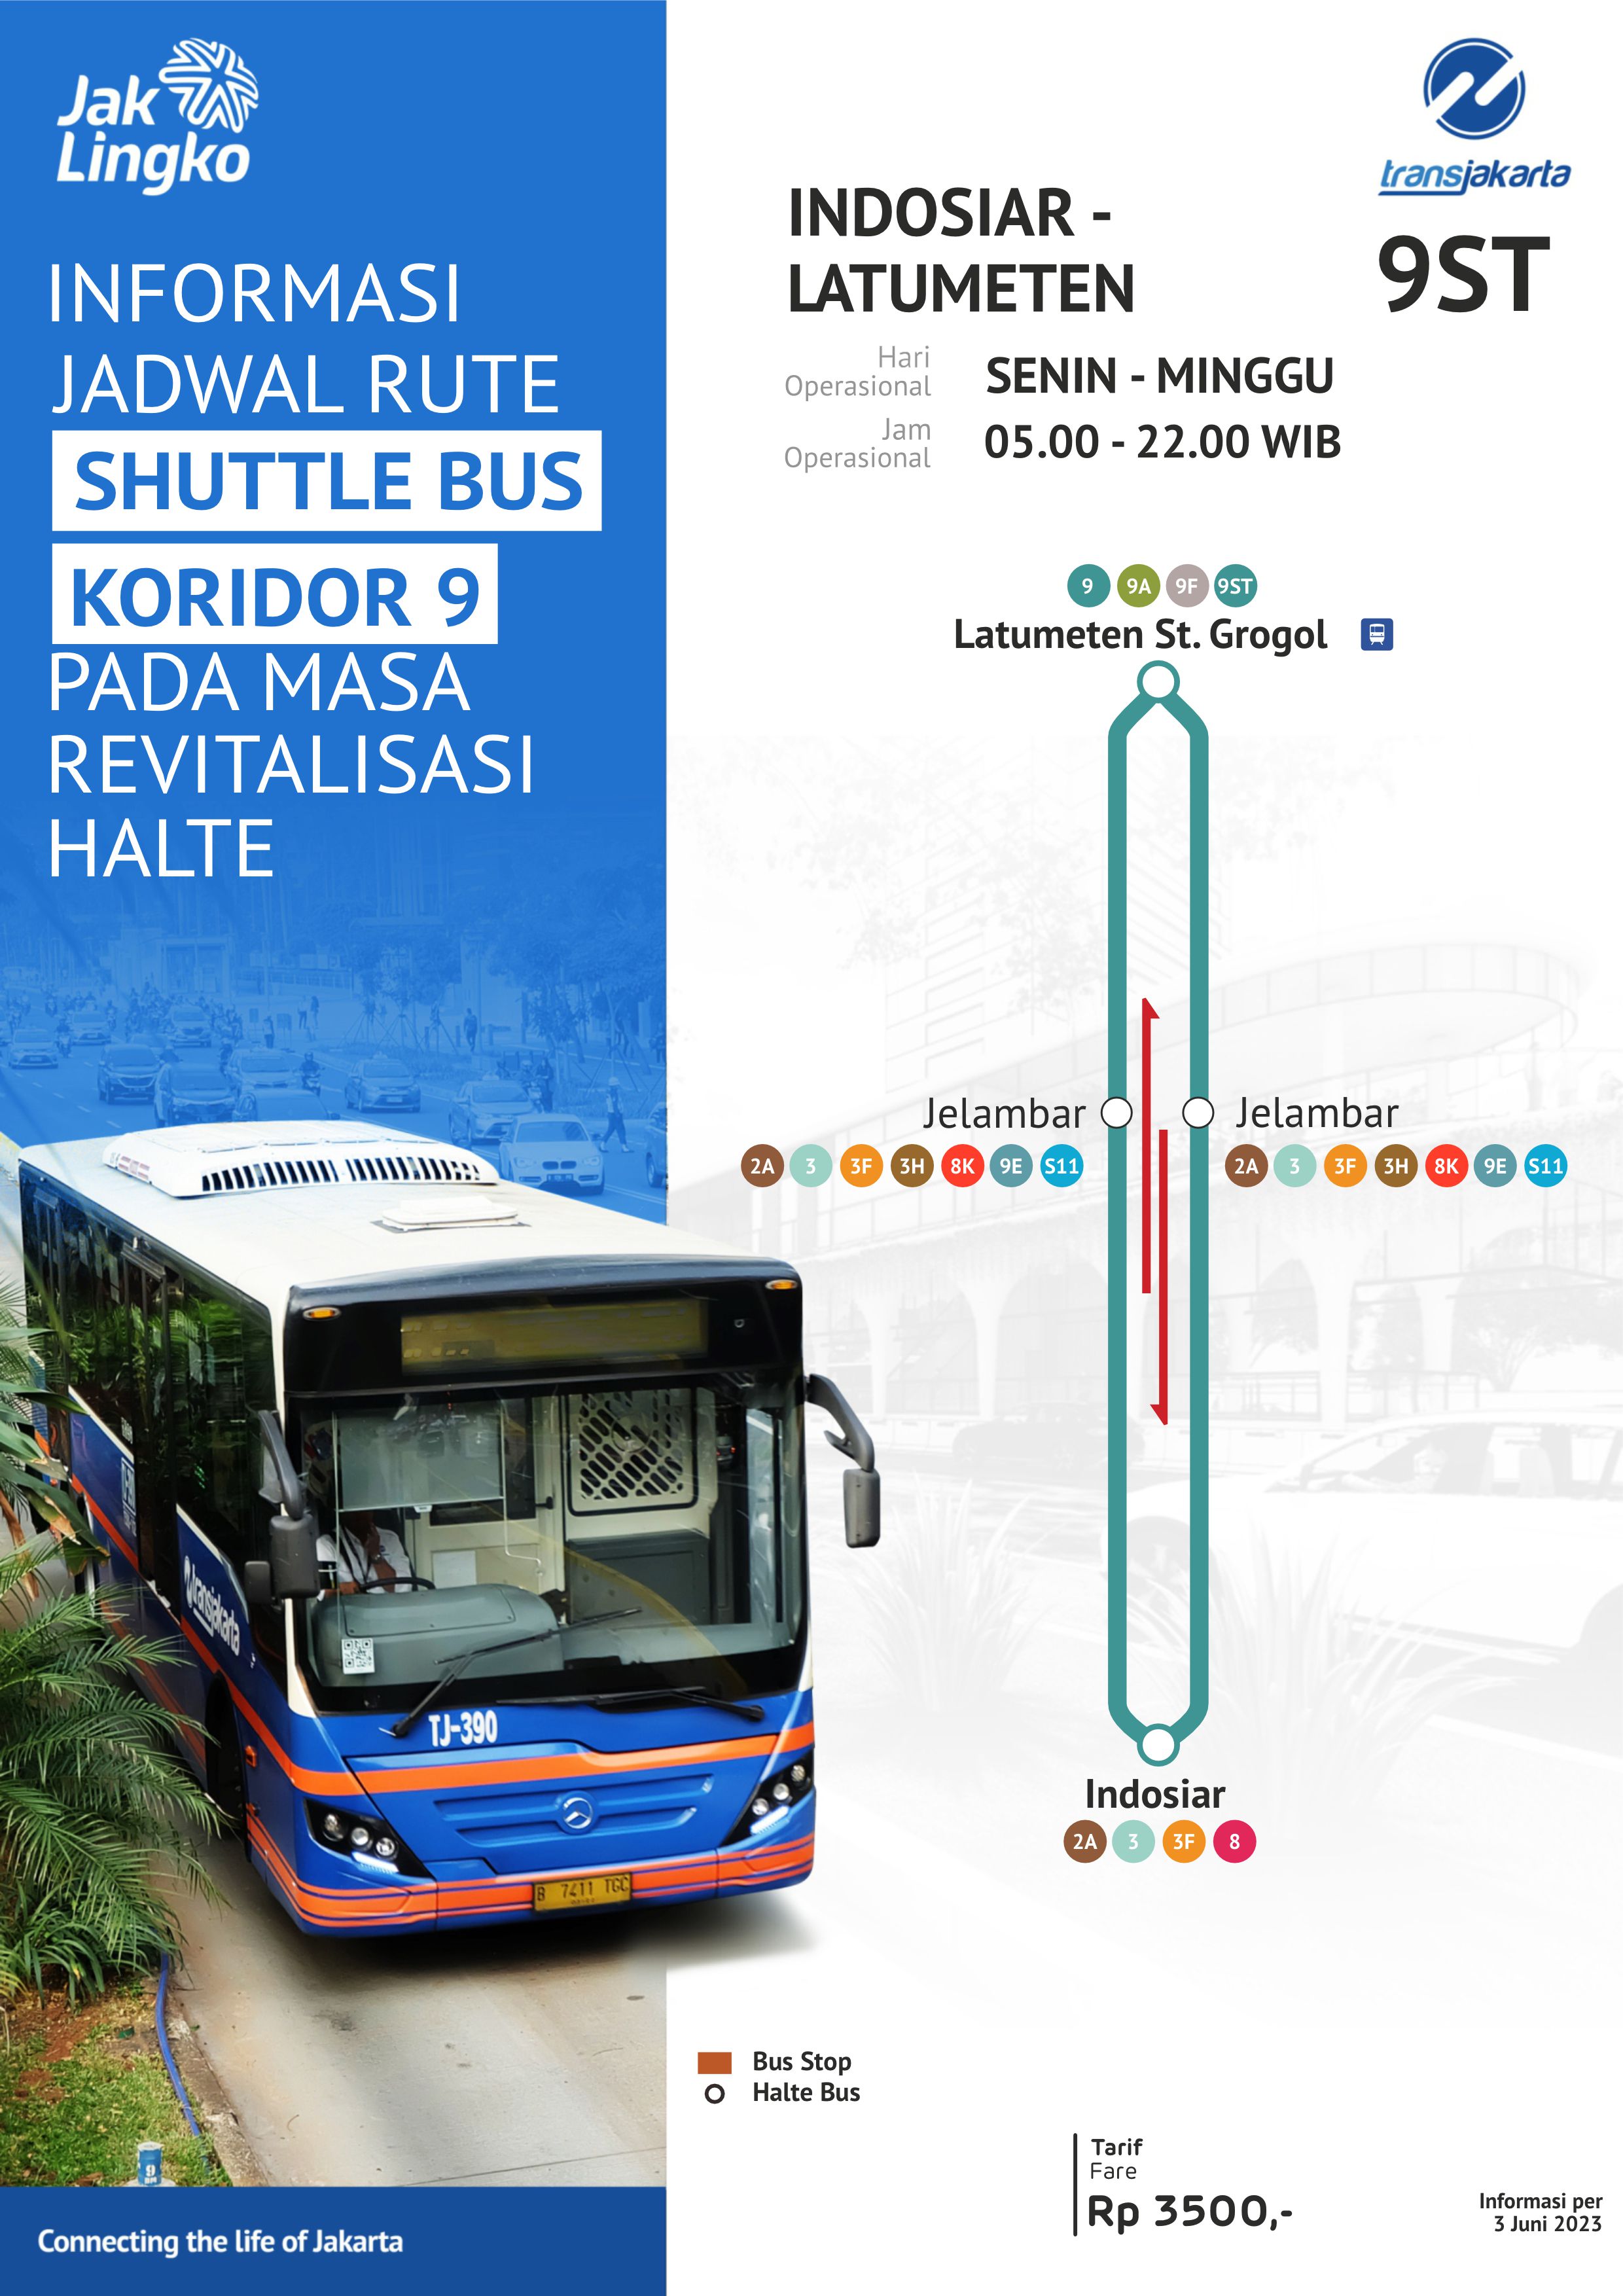 Jak
Lingko
INFORMASI
JADWAL RUTE
SHUTTLE BUS
KORIDOR 9
PADA MASA
REVITALISASI
HALTE
transjakarta
INDOSIAR -
LATUMETEN
9ST
Hari
Operasional
SENIN - MINGGU
Jam
Operasional
05.00 - 22.00 WIB
9 9A 9F 9ST
Latumeten St. Grogol
Jelambar
2A 3 3F 3H 8K 9E S11
Jelambar
2A 3 3F 3H 8K 9E S11
Indosiar
2A 3 3F 8
transjakarta
TJ-390
B 7411 TGC
9
Bus Stop
Halte Bus
Tarif
Fare
Rp 3500,-
Informasi per
3 Juni 2023
Connecting the life of Jakarta